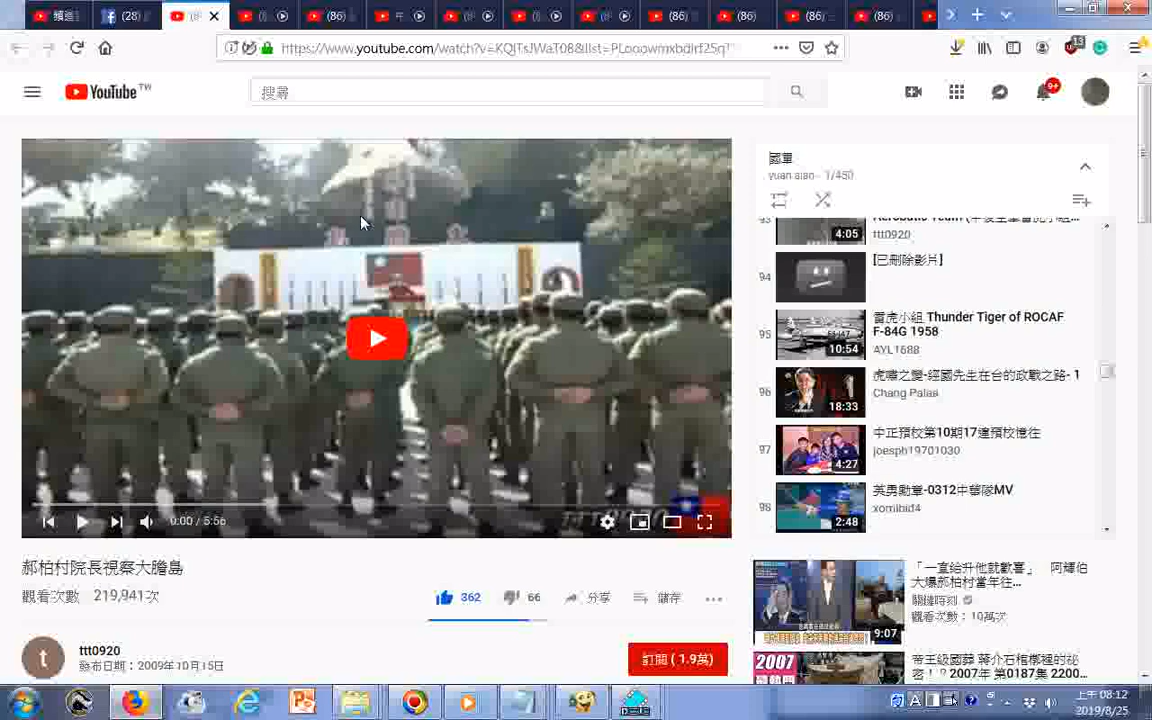 (28)
(86)
(86)
(86)
(86)
(86)
(86)
https://www.youtube.com/watch?v=
13
YouTube TW
搜尋
9+
國軍
1/450
ttt0920
4:05
94
[已刪除影片]
95
雷虎小組 Thunder Tiger of ROCAF
F-84G 1958
AYL1688
10:54
96
虎嘯之變-經國先生在台的政戰之路- 1
Chang Palaa
18:33
97
中正預校第10期17連預校憶往
joesph19701030
4:27
98
英勇勳章-0312中華隊MV
2:48
0:00 / 5:56
郝柏村院長視察大膽島
觀看次數：219,941次
362
66
分享
儲存
t
ttt0920
發布日期：2009年10月15日
訂閱 (1.9萬)
「一直給升他就歡喜」 阿輝伯
大爆郝柏村當年往...
關鍵時刻
觀看次數：10萬次
9:07
2007
帝王級國葬 蔣介石棺槨裡的祕
密！？2007年 第0187集 2200...
上午 08:12
2019/8/25